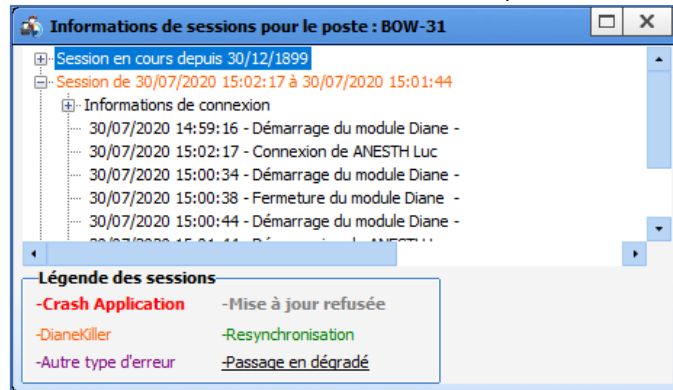 Informations de sessions pour le poste : BOW-31
Session en cours depuis 30/12/1899
Session de 30/07/2020 15:02:17 à 30/07/2020 15:01:44
Informations de connexion
30/07/2020 14:59:16 - Démarrage du module Diane -
30/07/2020 15:02:17 - Connexion de ANESTH Luc
30/07/2020 15:00:34 - Démarrage du module Diane -
30/07/2020 15:00:38 - Fermeture du module Diane -
30/07/2020 15:00:44 - Démarrage du module Diane -
Légende des sessions
-Crash Application
-Mise à jour refusée
-DianeKiller
-Resynchronisation
-Autre type d'erreur
-Passage en dégradé